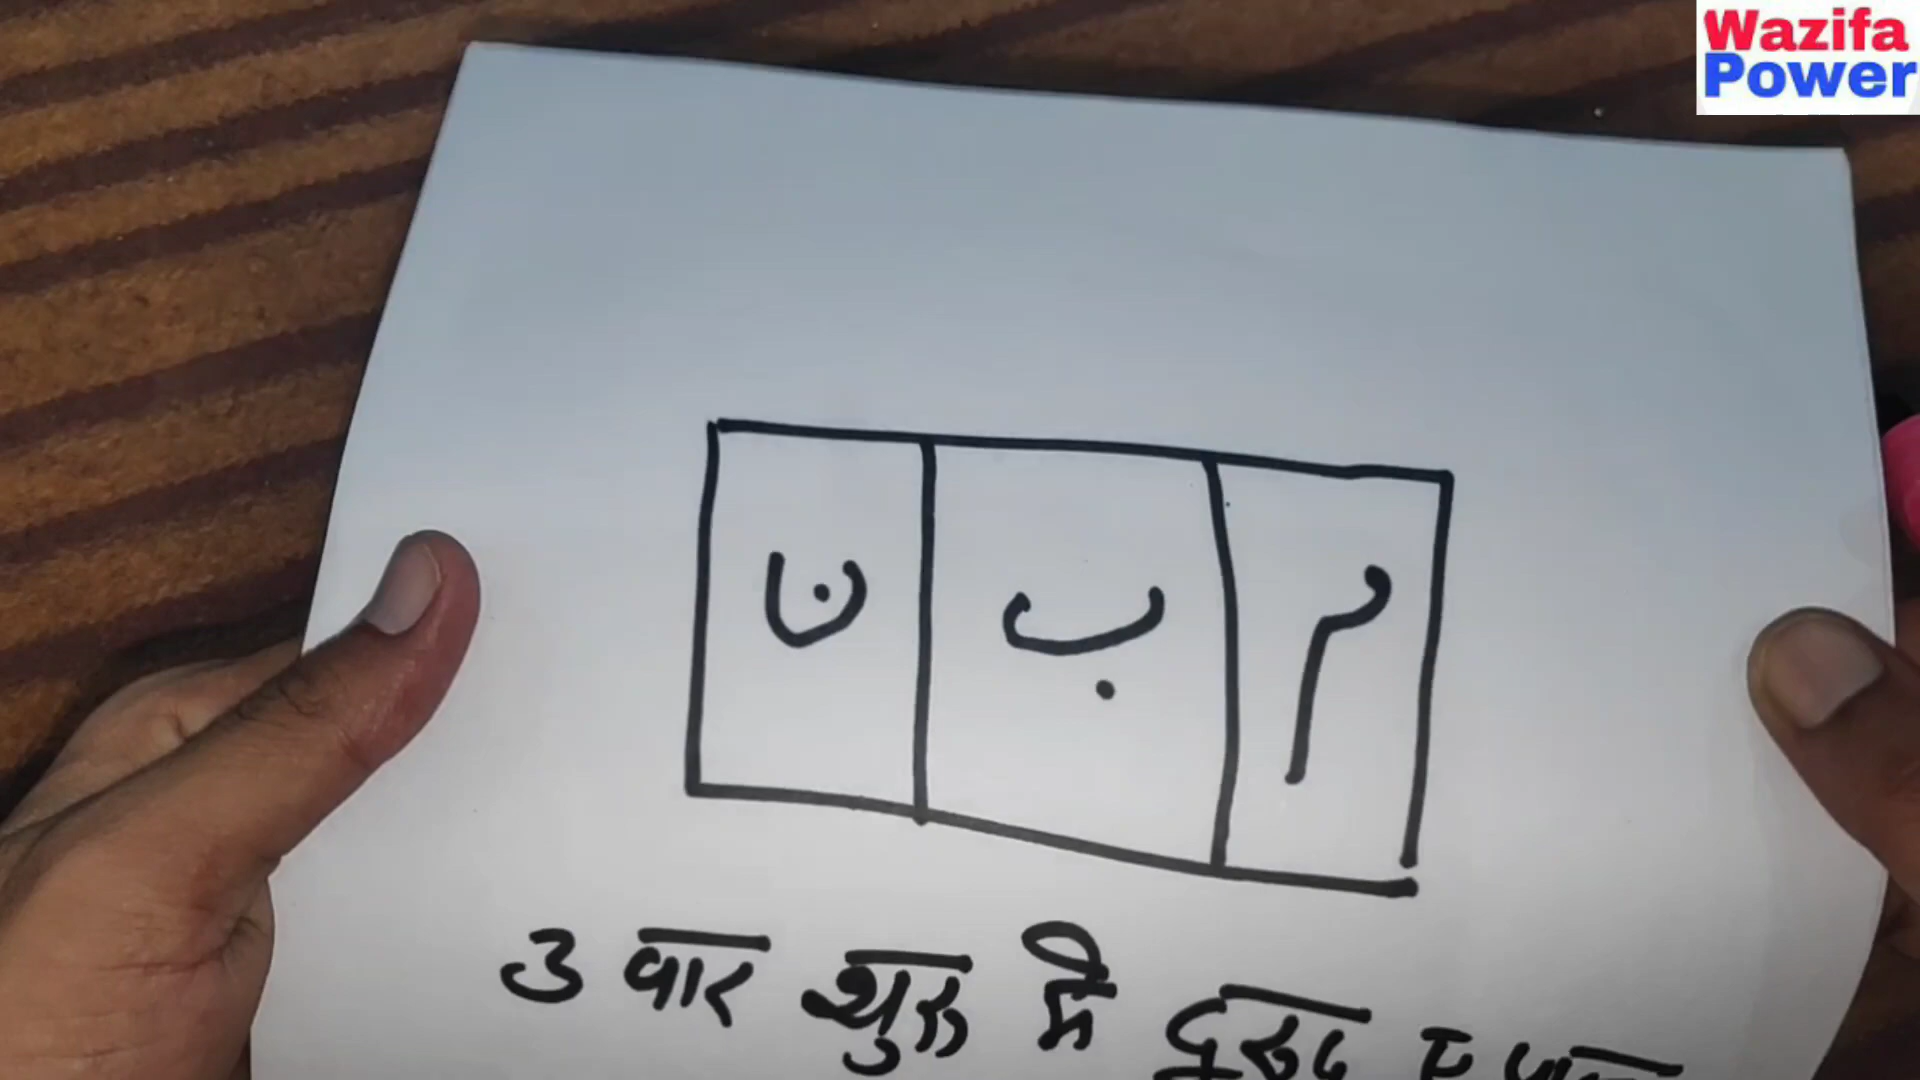 Wazifa
Power
م ب ن
3 बार शुरू में दुरूद ए